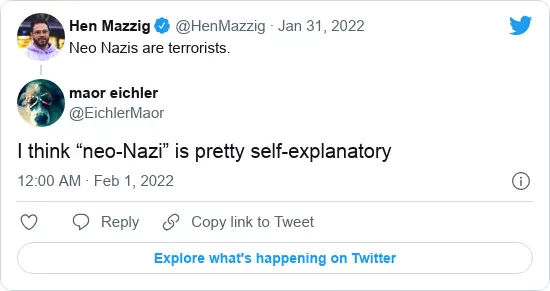 Hen Mazzig @HenMazzig · Jan 31, 2022
Neo Nazis are terrorists.
maor eichler
@EichlerMaor
I think “neo-Nazi” is pretty self-explanatory
12:00 AM · Feb 1, 2022
Reply Copy link to Tweet
Explore what's happening on Twitter